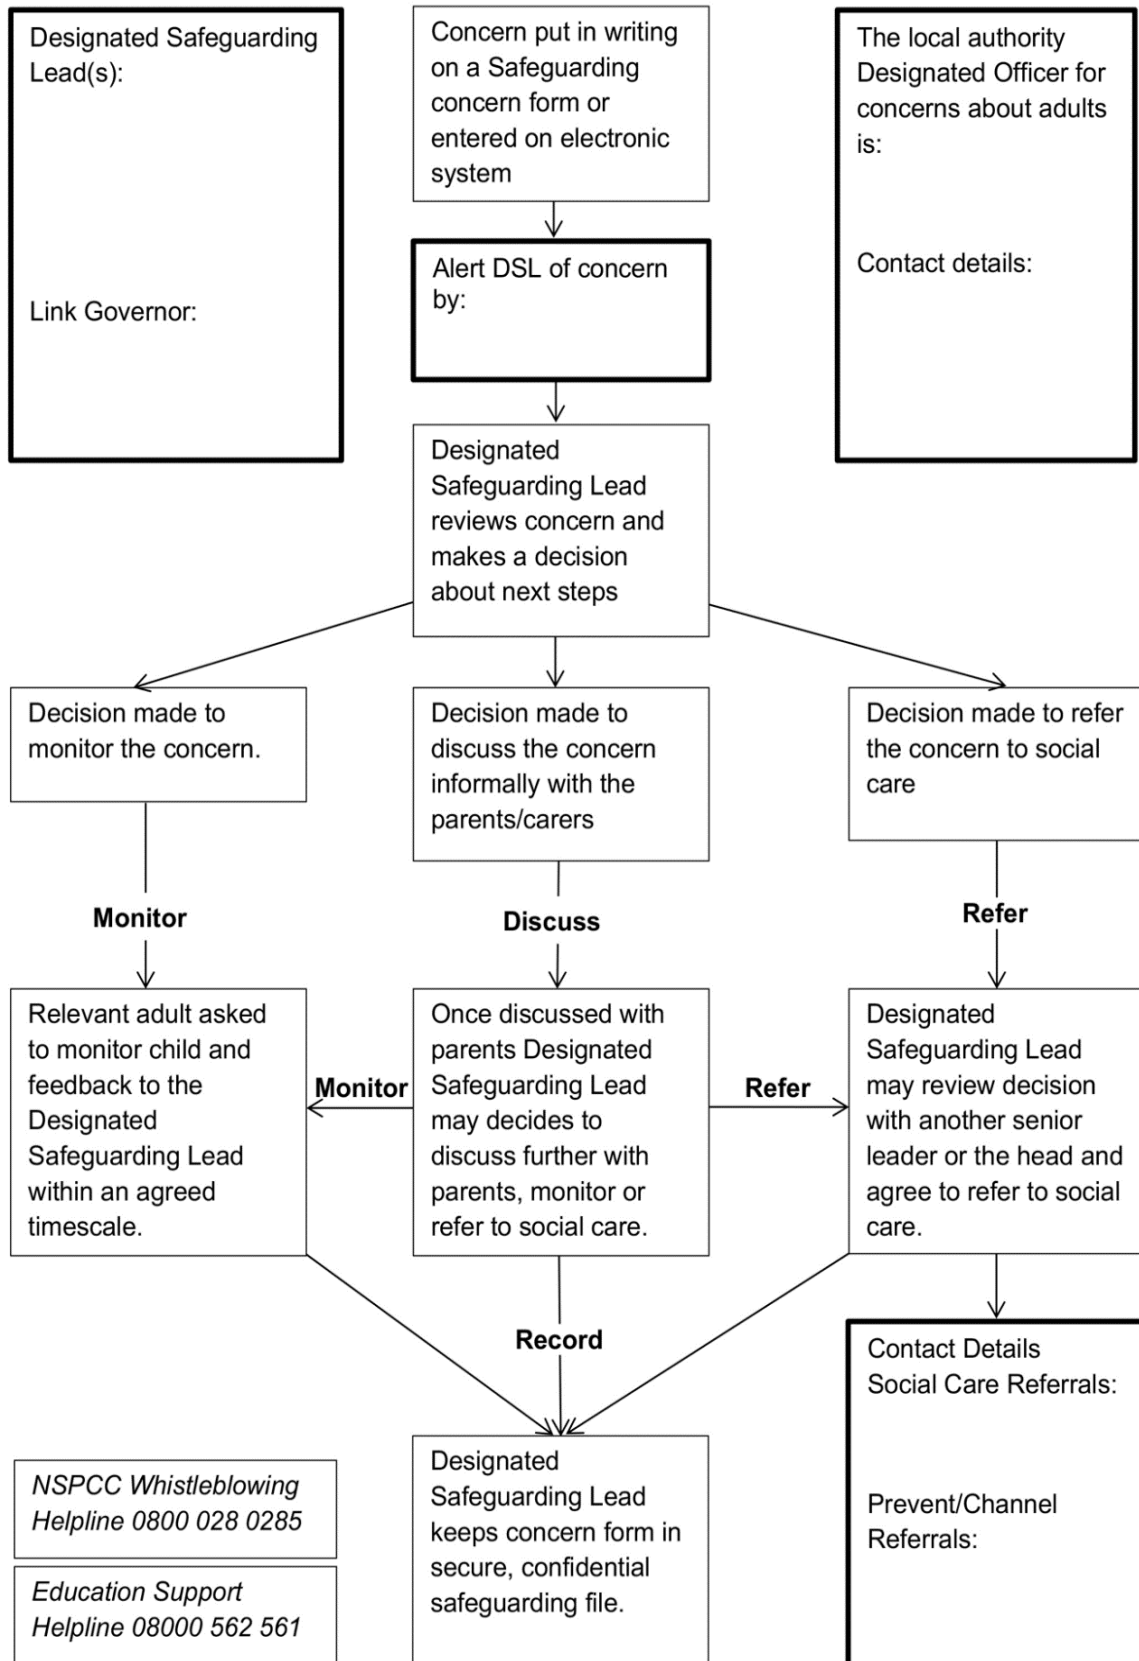 Designated Safeguarding
Lead(s):
Link Governor:
Concern put in writing
on a Safeguarding
concern form or
entered on electronic
system
The local authority
Designated Officer for
concerns about adults
is:
Contact details:
Alert DSL of concern
by:
Designated
Safeguarding Lead
reviews concern and
makes a decision
about next steps
Decision made to
monitor the concern.
Decision made to
discuss the concern
informally with the
parents/carers
Decision made to refer
the concern to social
care
Monitor
Discuss
Refer
Relevant adult asked
to monitor child and
feedback to the
Designated
Safeguarding Lead
within an agreed
timescale.
Monitor
Once discussed with
parents Designated
Safeguarding Lead
may decides to
discuss further with
parents, monitor or
refer to social care.
Refer
Designated
Safeguarding Lead
may review decision
with another senior
leader or the head and
agree to refer to social
care.
Record
Contact Details
Social Care Referrals:
Prevent/Channel
Referrals:
Designated
Safeguarding Lead
keeps concern form in
secure, confidential
safeguarding file.
NSPCC Whistleblowing
Helpline 0800 028 0285
Education Support
Helpline 08000 562 561